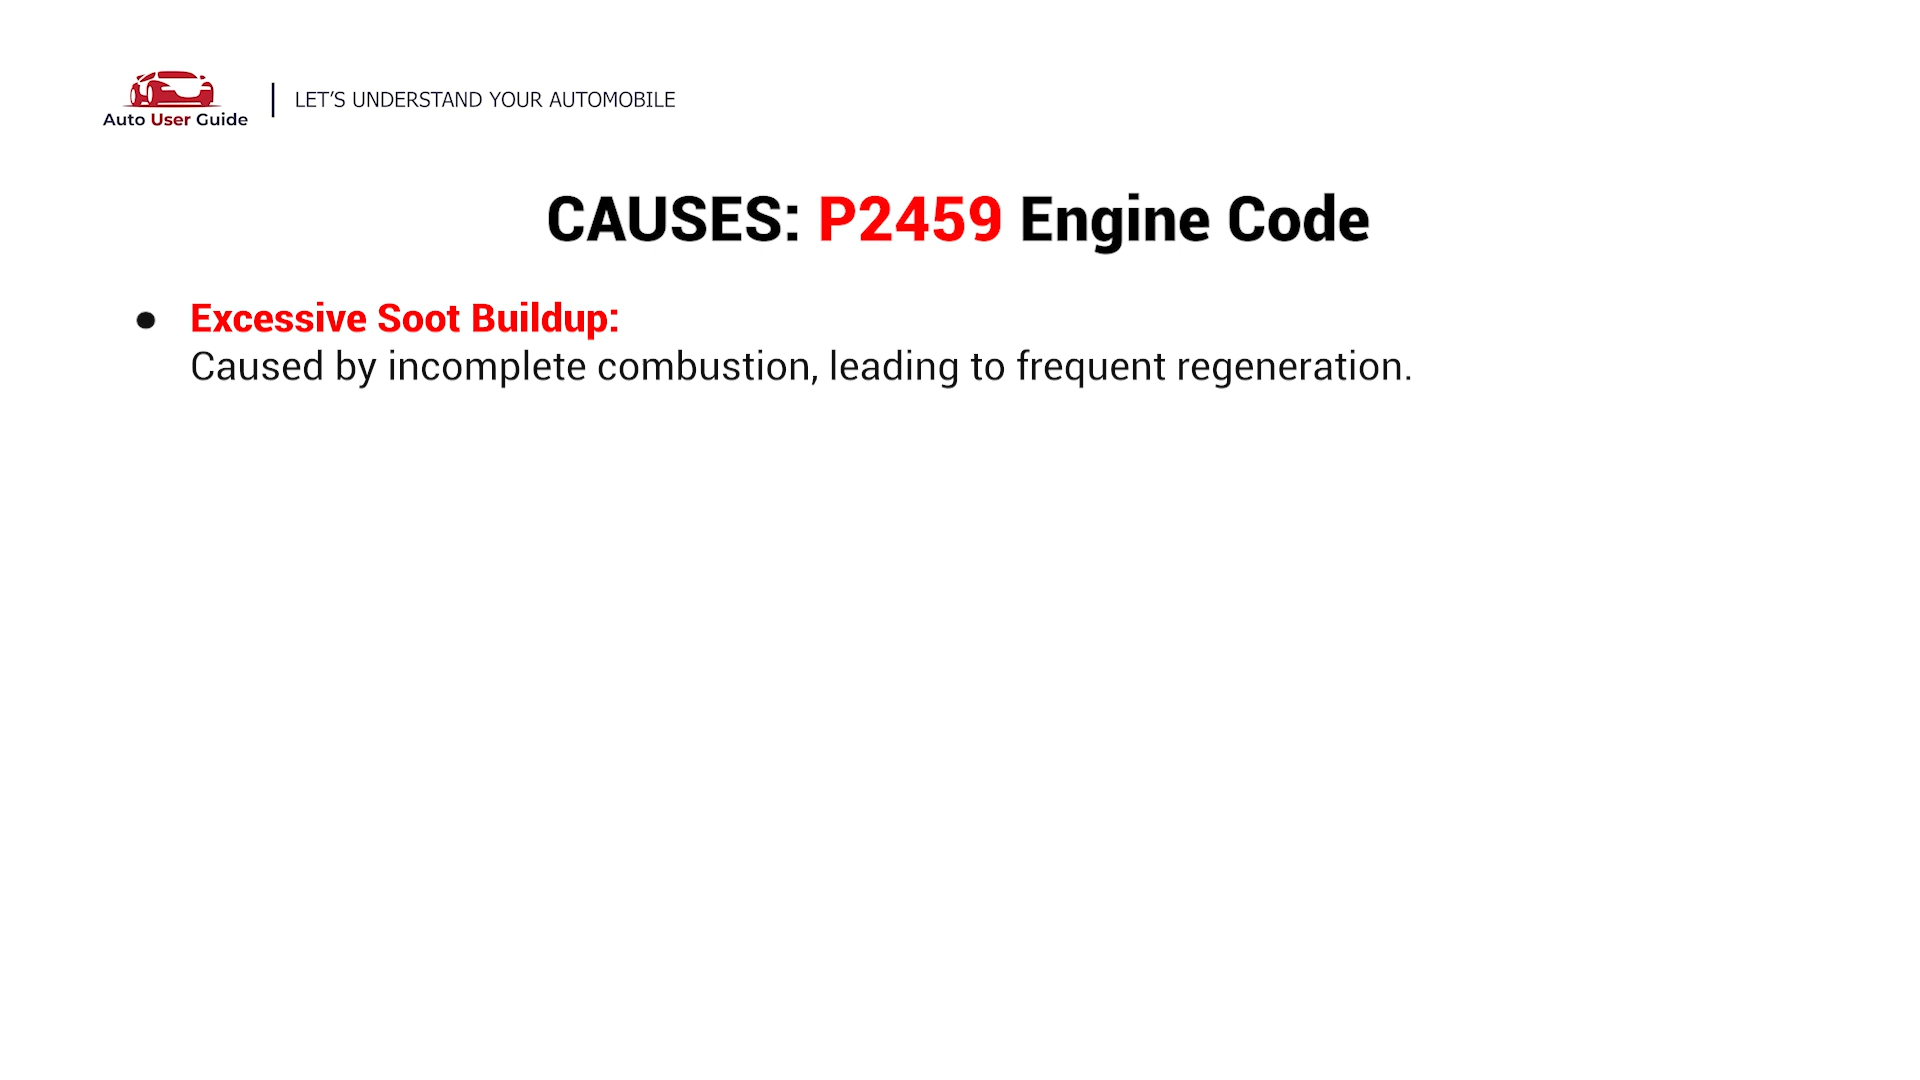 Auto User Guide
LET'S UNDERSTAND YOUR AUTOMOBILE
CAUSES: P2459 Engine Code
● Excessive Soot Buildup:
Caused by incomplete combustion, leading to frequent regeneration.